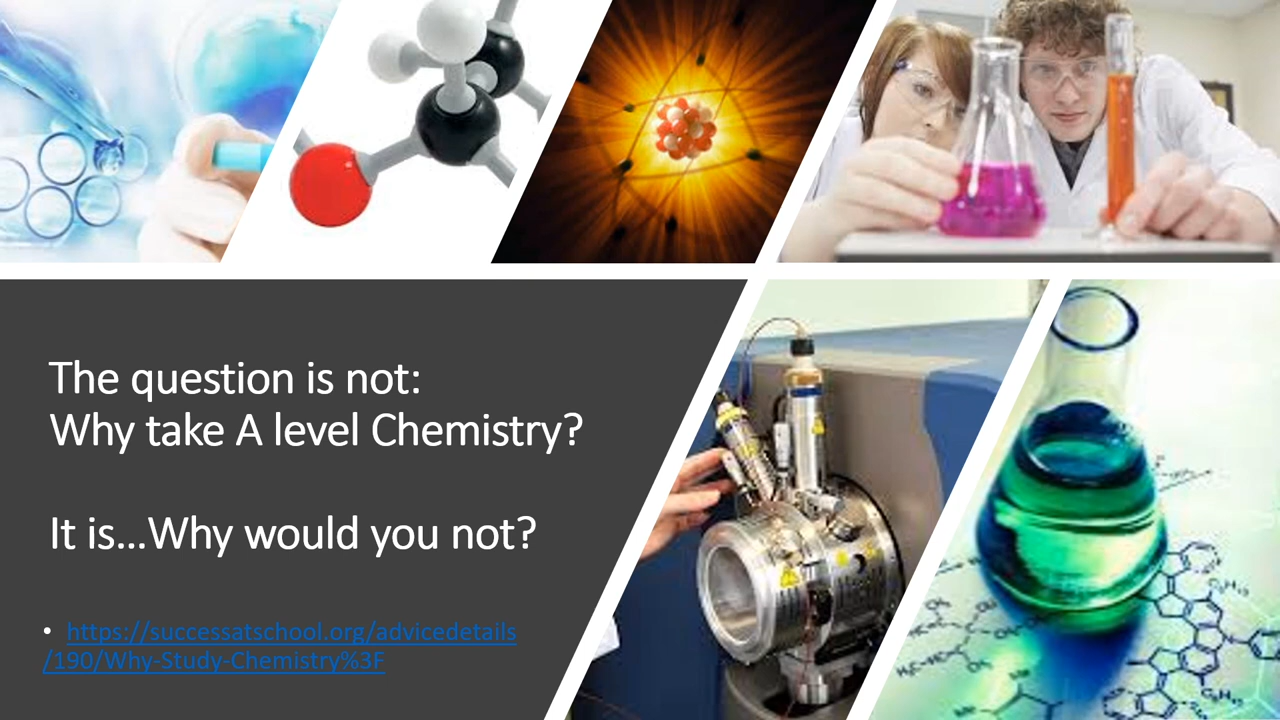 The question is not:
Why take A level Chemistry?
It is...Why would you not?
• https://successatschool.org/advicedetails
/190/Why-Study-Chemistry%3F